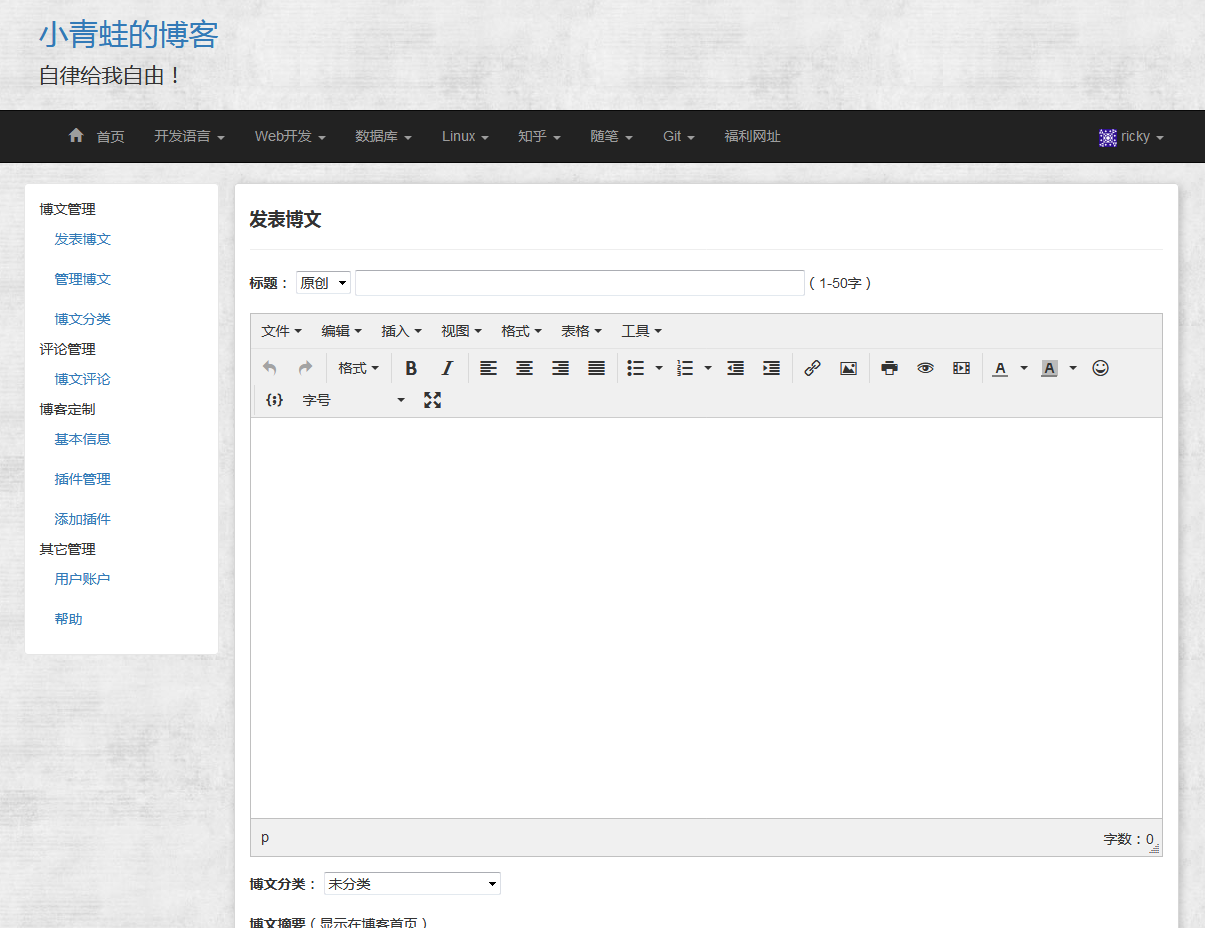 小青蛙的博客
自律给我自由！
首页 开发语言 Web开发 数据库 Linux 知乎 随笔 Git 福利网址 ricky
博文管理
发表博文
管理博文
博文分类
评论管理
博文评论
博客定制
基本信息
插件管理
添加插件
其它管理
用户账户
帮助
发表博文
标题： 原创 （1-50字）
文件 编辑 插入 视图 格式 表格 工具
格式 B I A A
{;} 字号
p 字数：0
博文分类： 未分类
博文摘要（显示在博客首页）